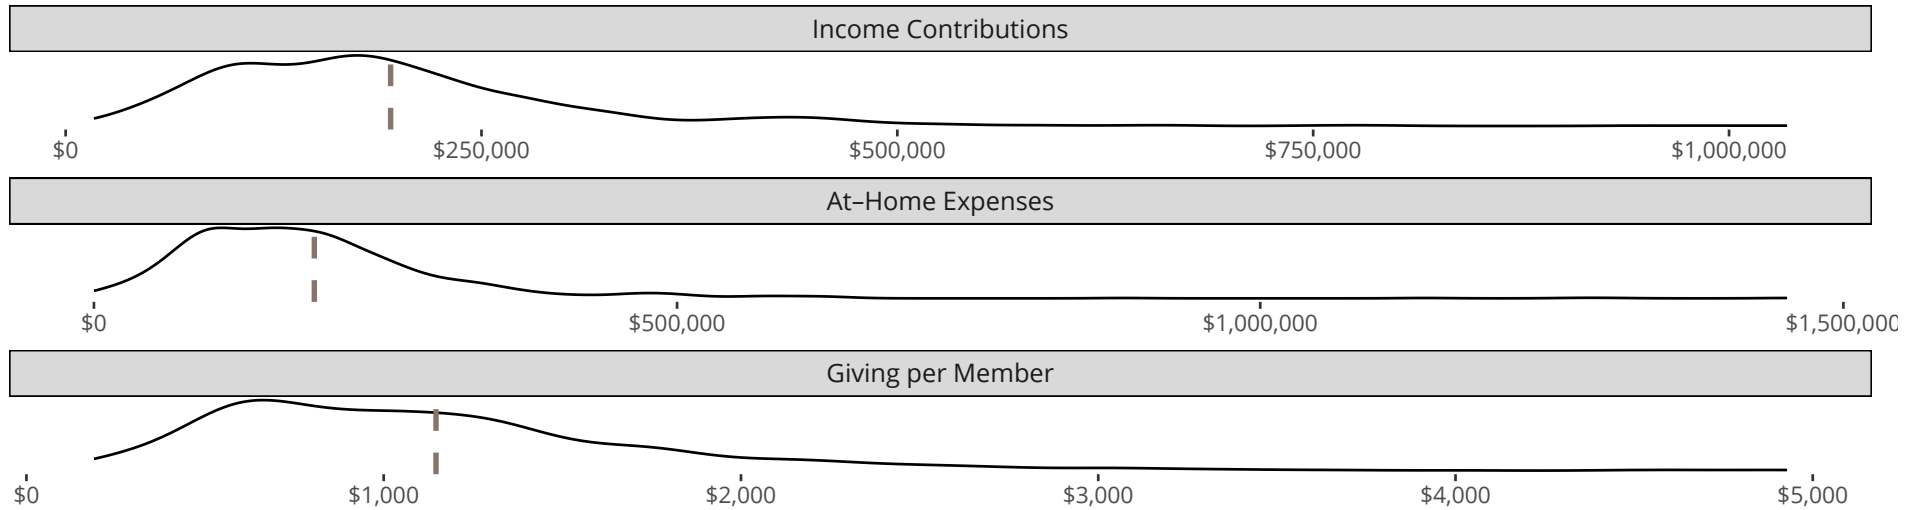 Income Contributions
$0 $250,000 $500,000 $750,000 $1,000,000
At–Home Expenses
$0 $500,000 $1,000,000 $1,500,000
Giving per Member
$0 $1,000 $2,000 $3,000 $4,000 $5,000